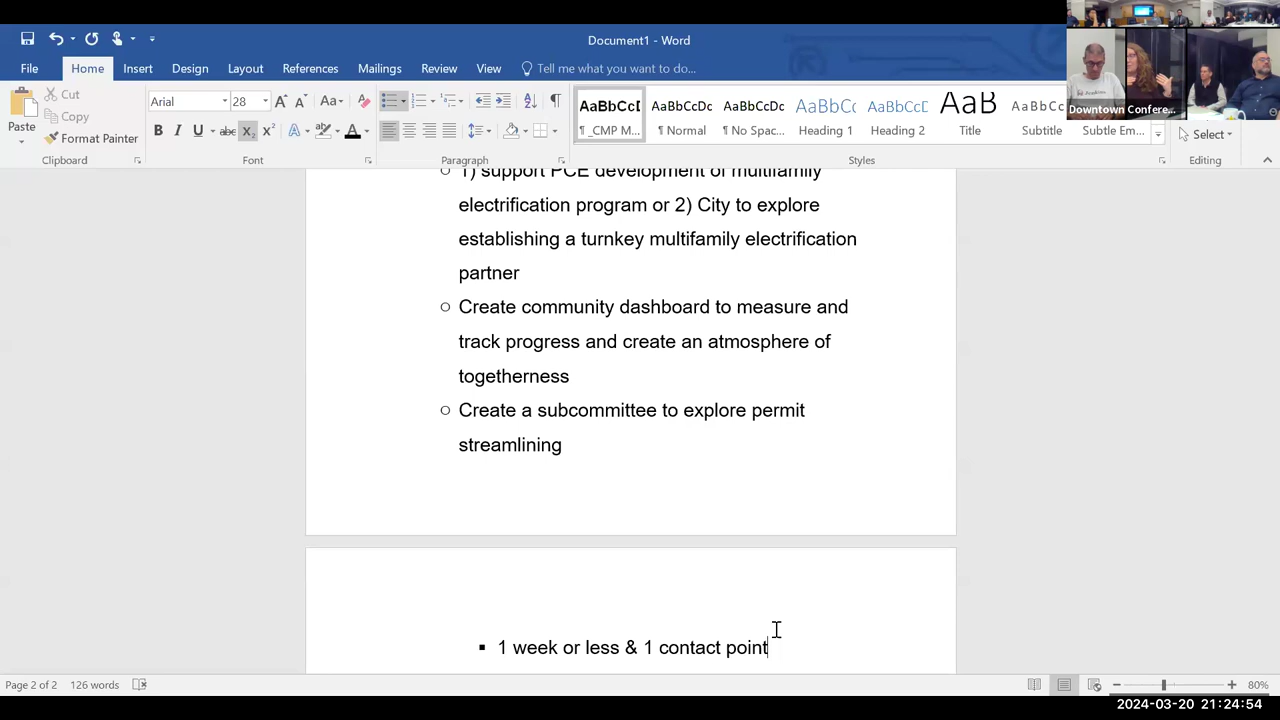 Document1 - Word
File Home Insert Design Layout References Mailings Review View Tell me what you want to do...
Paste
Cut
Copy
Format Painter
Clipboard
Arial 28
Font
Paragraph
AaBbCcI AaBbCcDc AaBbCcDc AaBbCc AaBbCcD AaB AaBbCcD
¶ _CMP M... ¶ Normal ¶ No Spac... Heading 1 Heading 2 Title Subtitle Subtle Em...
Styles
Select
Editing
Downtown Confere...
1) support PCE development of multifamily
electrification program or 2) City to explore
establishing a turnkey multifamily electrification
partner
Create community dashboard to measure and
track progress and create an atmosphere of
togetherness
Create a subcommittee to explore permit
streamlining
1 week or less & 1 contact point
Page 2 of 2 126 words 80%
2024-03-20 21:24:54